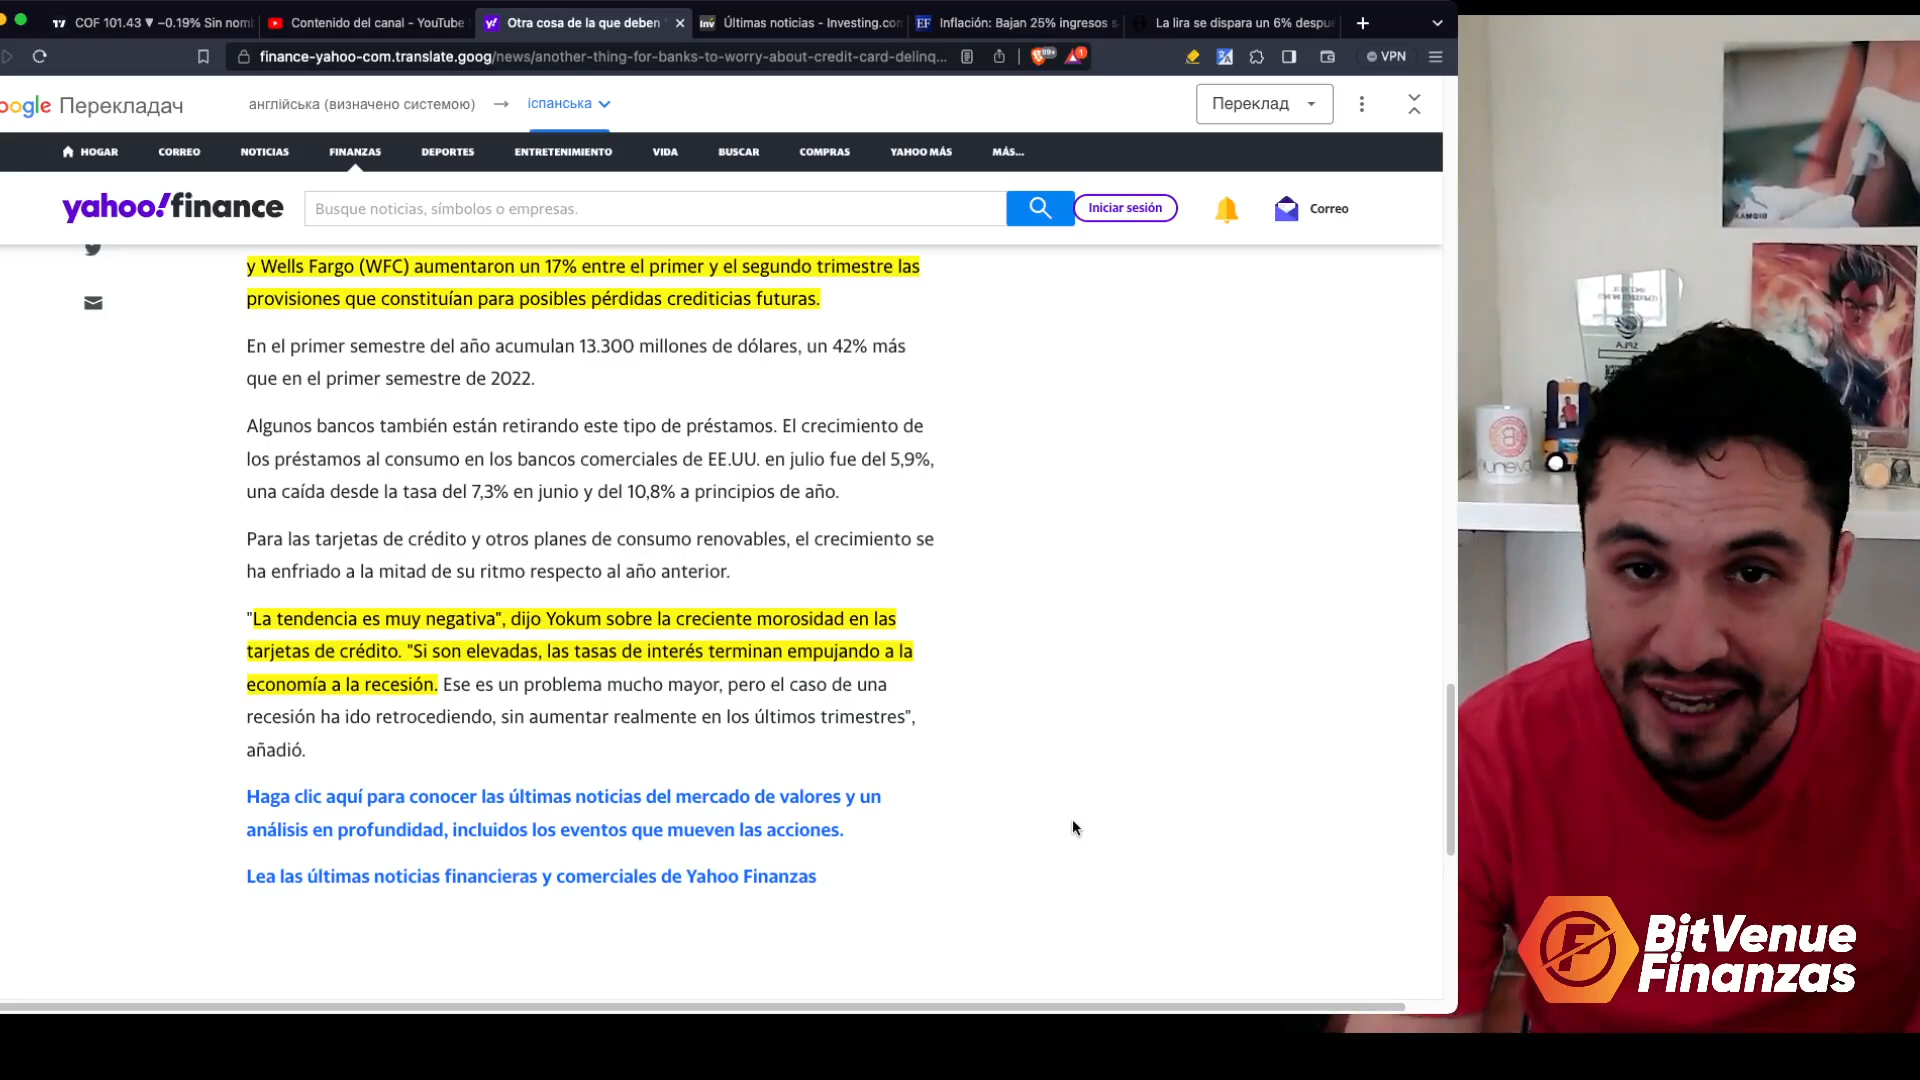 COF 101.43 ▼ −0.19% Sin nom
Contenido del canal - YouTube
Otra cosa de la que deben
Últimas noticias - Investing.co
Inflación: Bajan 25% ingresos s
La lira se dispara un 6% despu
finance-yahoo-com.translate.goog/news/another-thing-for-banks-to-worry-about-credit-card-delinq...
VPN
oogle Перекладач
англійська (визначено системою) → іспанська
Переклад
HOGAR CORREO NOTICIAS FINANZAS DEPORTES ENTRETENIMIENTO VIDA BUSCAR COMPRAS YAHOO MÁS MÁS...
yahoo!finance
Busque noticias, símbolos o empresas.
Iniciar sesión
Correo
y Wells Fargo (WFC) aumentaron un 17% entre el primer y el segundo trimestre las
provisiones que constituían para posibles pérdidas crediticias futuras.
En el primer semestre del año acumulan 13.300 millones de dólares, un 42% más
que en el primer semestre de 2022.
Algunos bancos también están retirando este tipo de préstamos. El crecimiento de
los préstamos al consumo en los bancos comerciales de EE.UU. en julio fue del 5,9%,
una caída desde la tasa del 7,3% en junio y del 10,8% a principios de año.
Para las tarjetas de crédito y otros planes de consumo renovables, el crecimiento se
ha enfriado a la mitad de su ritmo respecto al año anterior.
"La tendencia es muy negativa", dijo Yokum sobre la creciente morosidad en las
tarjetas de crédito. "Si son elevadas, las tasas de interés terminan empujando a la
economía a la recesión. Ese es un problema mucho mayor, pero el caso de una
recesión ha ido retrocediendo, sin aumentar realmente en los últimos trimestres",
añadió.
Haga clic aquí para conocer las últimas noticias del mercado de valores y un
análisis en profundidad, incluidos los eventos que mueven las acciones.
Lea las últimas noticias financieras y comerciales de Yahoo Finanzas
BitVenue
Finanzas